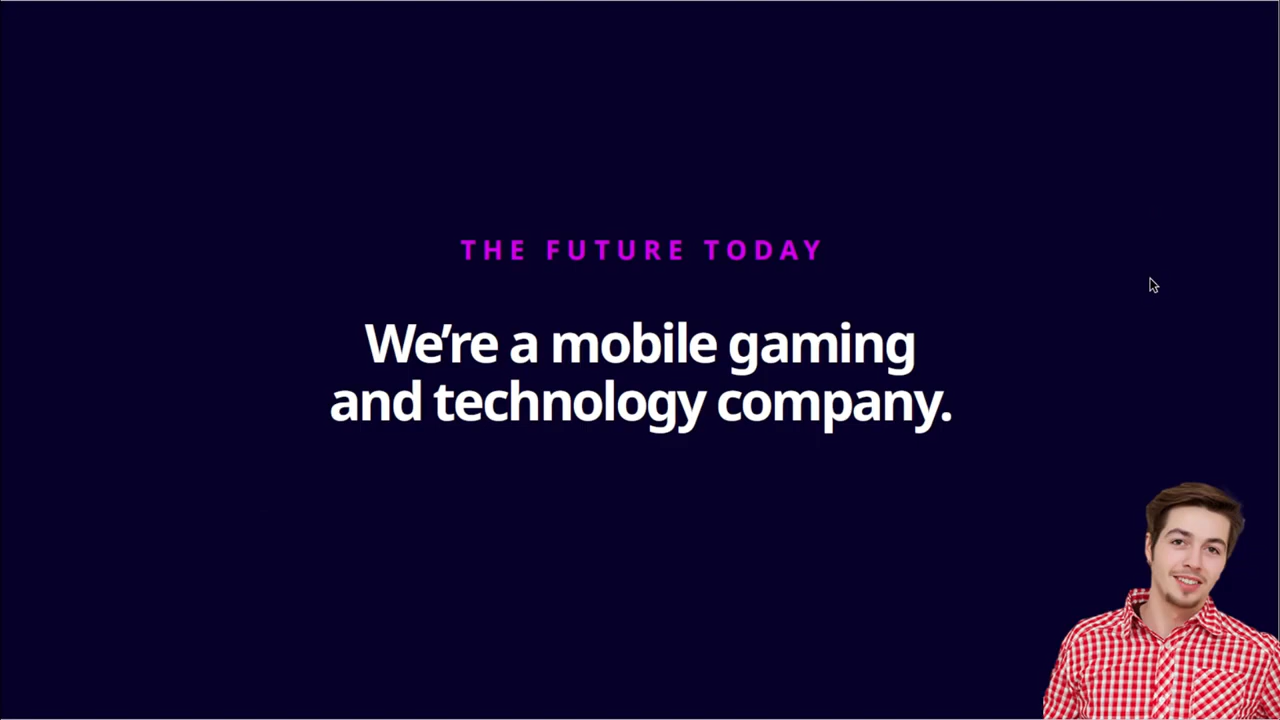 THE FUTURE TODAY
We’re a mobile gaming
and technology company.